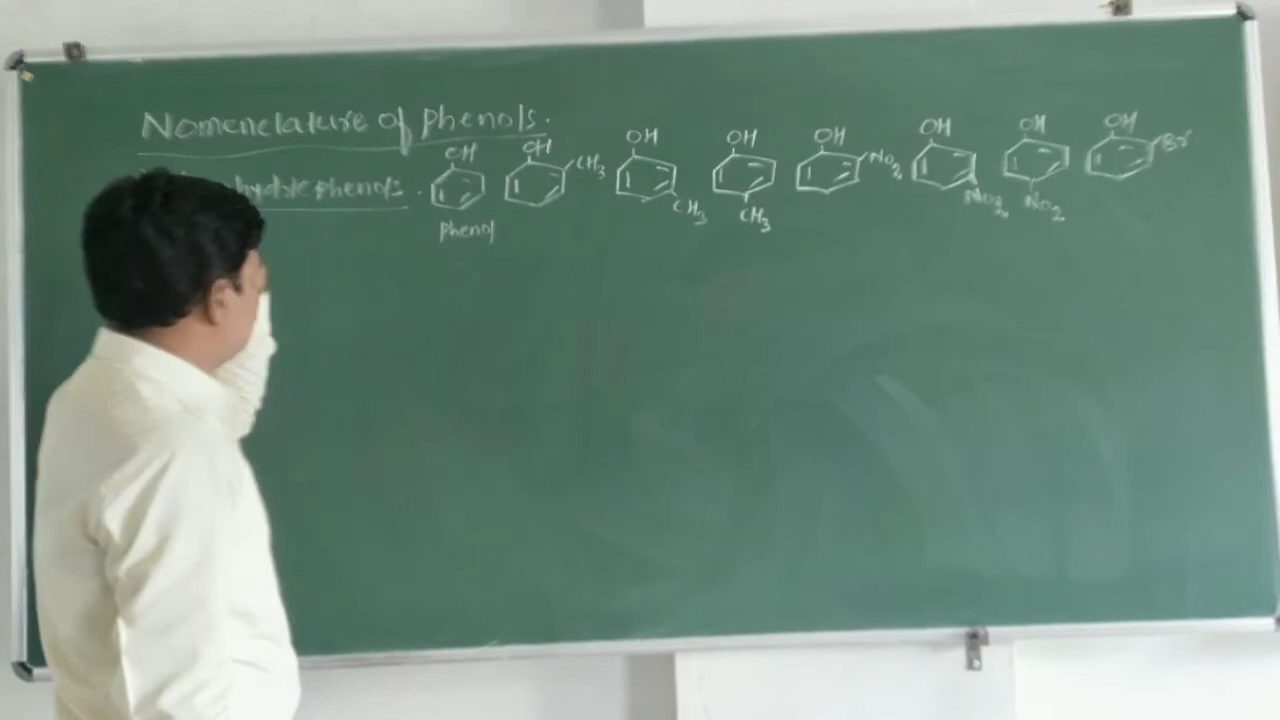 Nomenclature of phenols.
phenols.
OH OH CH3 OH CH3 OH CH3 OH NO2 OH NO2 OH NO2 OH Br
Phenol